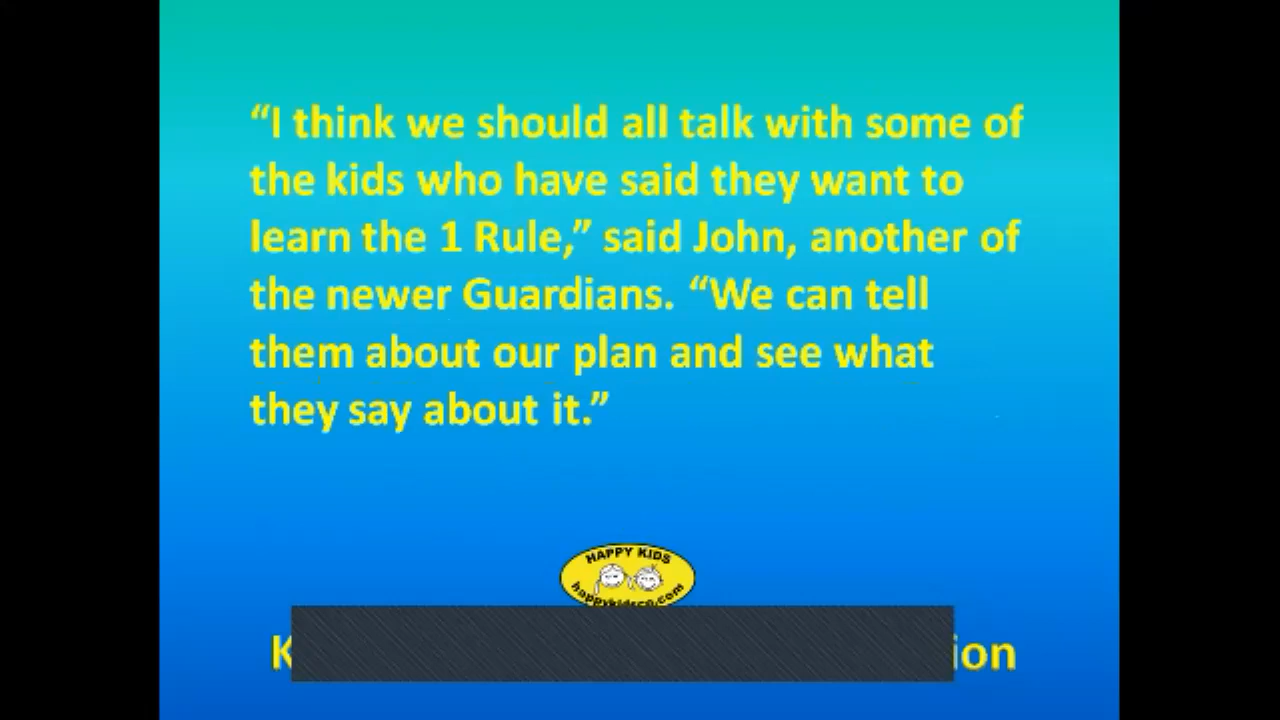 “I think we should all talk with some of
the kids who have said they want to
learn the 1 Rule,” said John, another of
the newer Guardians. “We can tell
them about our plan and see what
they say about it.”
HAPPY KIDS
happykidsco.com